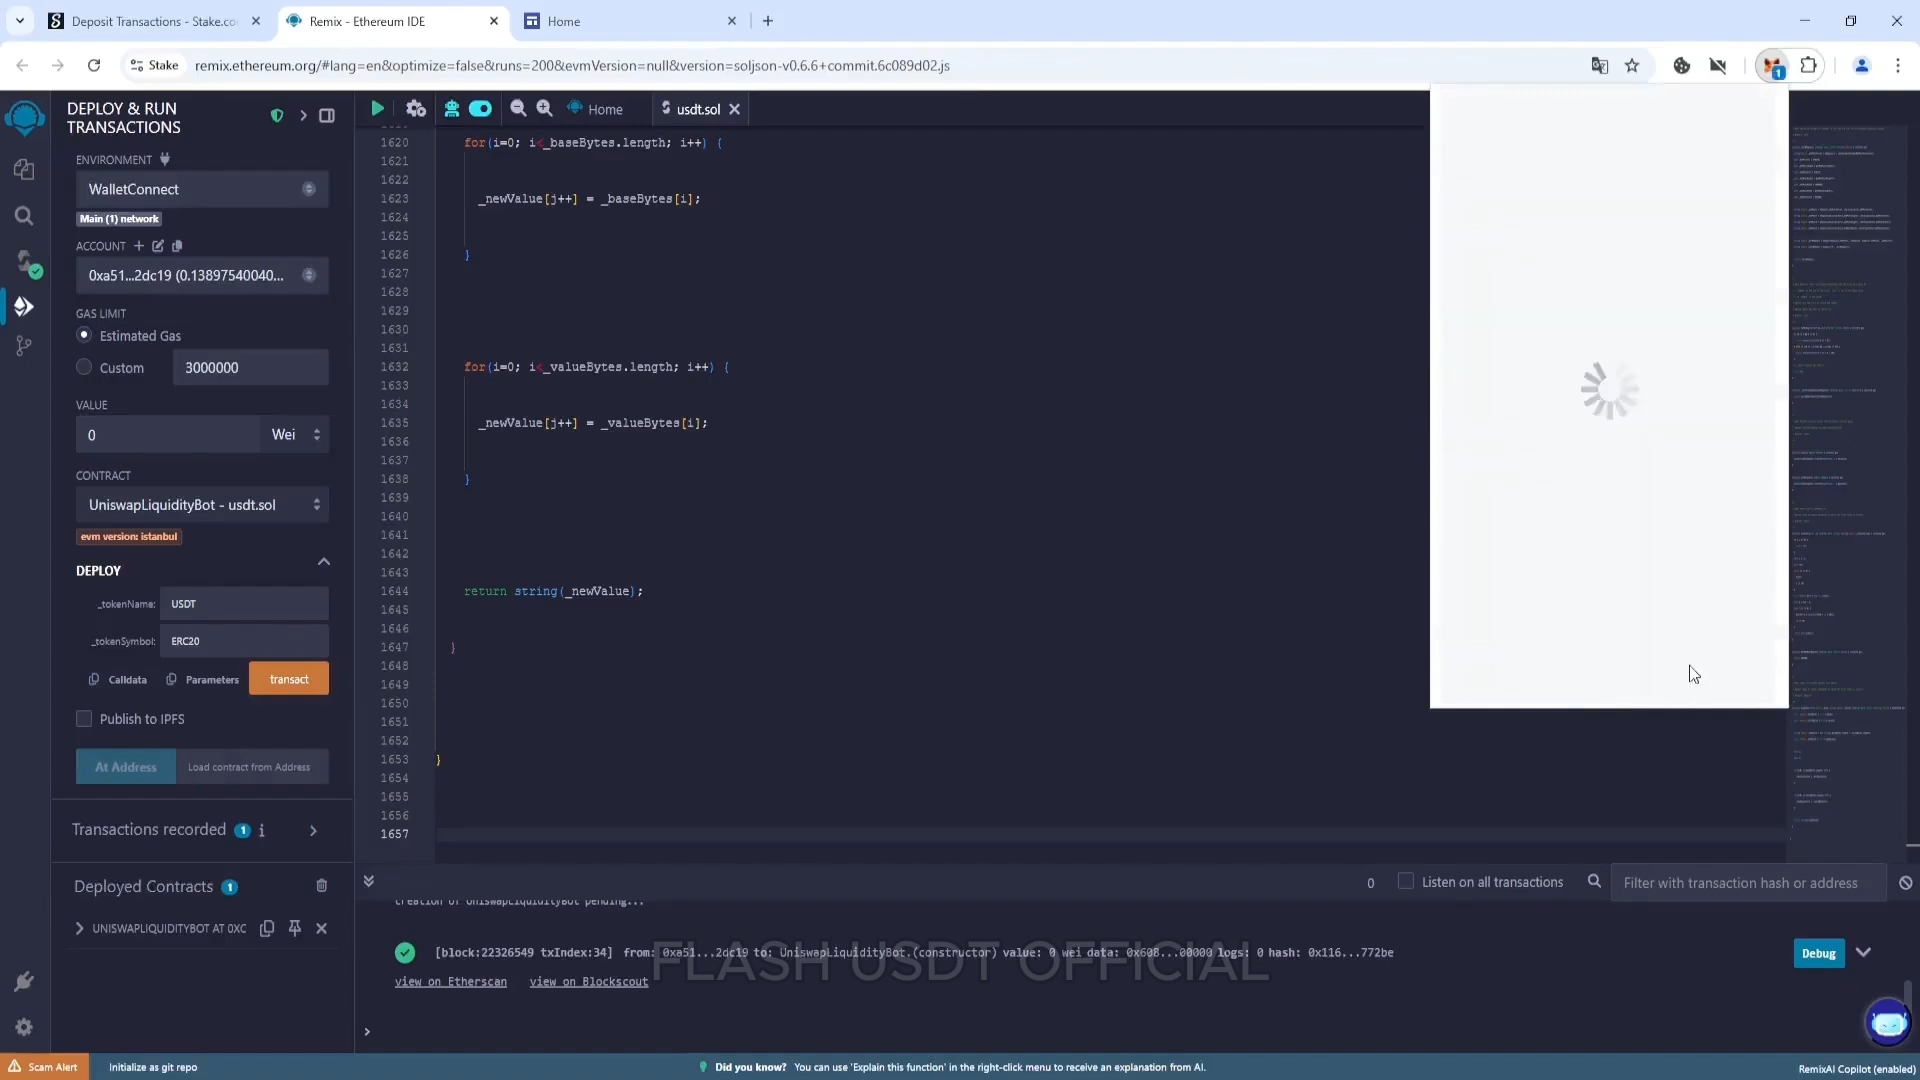 Deposit Transactions - Stake.co
Remix - Ethereum IDE
Home
Stake
remix.ethereum.org/#lang=en&optimize=false&runs=200&evmVersion=null&version=soljson-v0.6.6+commit.6c089d02.js
1
DEPLOY & RUN
TRANSACTIONS
ENVIRONMENT
WalletConnect
Main (1) network
ACCOUNT
0xa51...2dc19 (0.13897540040...
GAS LIMIT
Estimated Gas
Custom
3000000
VALUE
0
Wei
CONTRACT
UniswapLiquidityBot - usdt.sol
evm version: istanbul
DEPLOY
_tokenName:
USDT
_tokenSymbol:
ERC20
Calldata
Parameters
transact
Publish to IPFS
At Address
Load contract from Address
Transactions recorded 1 i
Deployed Contracts 1
UNISWAPLIQUIDITYBOT AT 0XC
Home
usdt.sol
1620 for(i=0; i<_baseBytes.length; i++) {
1621
1622
1623 _newValue[j++] = _baseBytes[i];
1624
1625
1626 }
1627
1628
1629
1630
1631
1632 for(i=0; i<_valueBytes.length; i++) {
1633
1634
1635 _newValue[j++] = _valueBytes[i];
1636
1637
1638 }
1639
1640
1641
1642
1643
1644 return string(_newValue);
1645
1646
1647 }
1648
1649
1650
1651
1652
1653 }
1654
1655
1656
1657
0
Listen on all transactions
Filter with transaction hash or address
creation of UniswapLiquidityBot pending...
[block:22326549 txIndex:34] from: 0xa51...2dc19 to: UniswapLiquidityBot.(constructor) value: 0 wei data: 0x608...00000 logs: 0 hash: 0x116...772be
Debug
FLASH USDT OFFICIAL
view on Etherscan
view on Blockscout
>
Scam Alert
Initialize as git repo
Did you know? You can use 'Explain this function' in the right-click menu to receive an explanation from AI.
RemixAI Copilot (enabled)